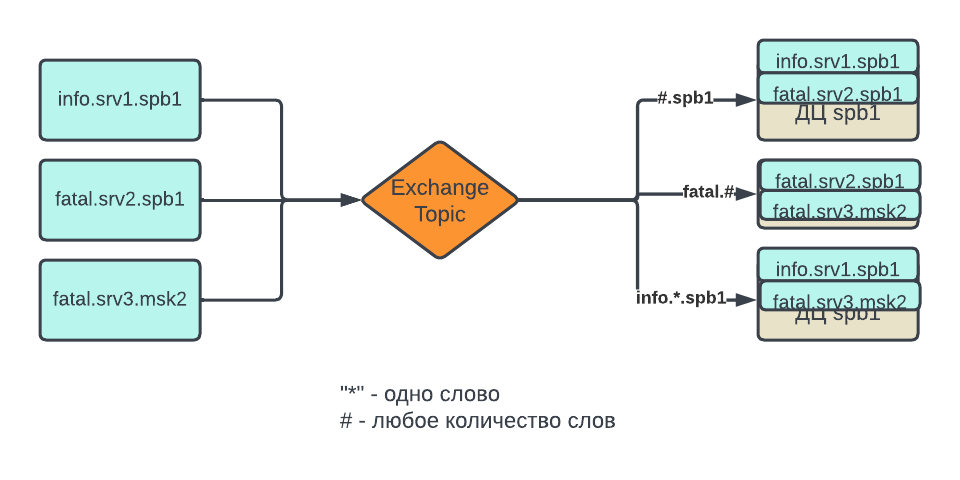 info.srv1.spb1
fatal.srv2.spb1
fatal.srv3.msk2
Exchange
Topic
#.spb1
fatal.#
info.*.spb1
info.srv1.spb1
fatal.srv2.spb1
ДЦ spb1
fatal.srv2.spb1
fatal.srv3.msk2
info.srv1.spb1
fatal.srv3.msk2
ДЦ spb1
"*" - одно слово
# - любое количество слов